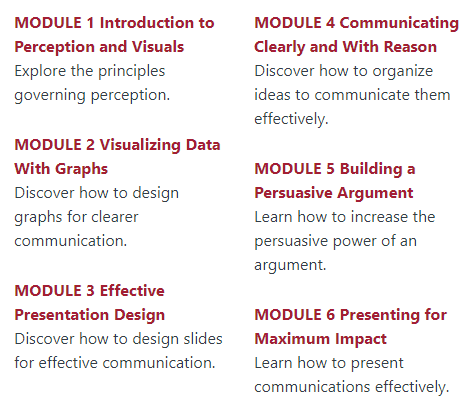 MODULE 1 Introduction to
Perception and Visuals
Explore the principles
governing perception.
MODULE 2 Visualizing Data
With Graphs
Discover how to design
graphs for clearer
communication.
MODULE 3 Effective
Presentation Design
Discover how to design slides
for effective communication.
MODULE 4 Communicating
Clearly and With Reason
Discover how to organize
ideas to communicate them
effectively.
MODULE 5 Building a
Persuasive Argument
Learn how to increase the
persuasive power of an
argument.
MODULE 6 Presenting for
Maximum Impact
Learn how to present
communications effectively.